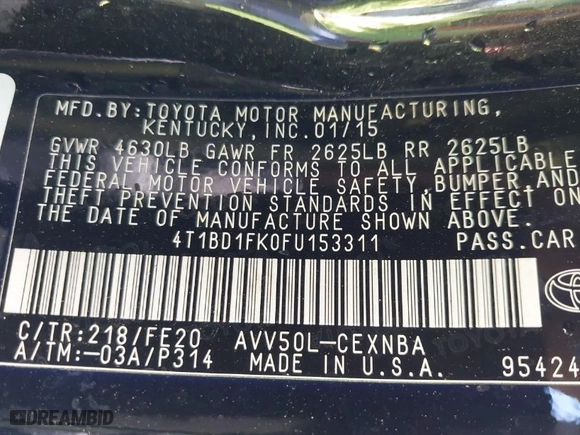 MFD.BY:TOYOTA MOTOR MANUFACTURING,
KENTUCKY,INC.01/15
GVWR 4630LB GAWR FR 2625LB RR 2625LB
THIS VEHICLE CONFORMS TO ALL APPLICABLE
FEDERAL MOTOR VEHICLE SAFETY,BUMPER,AND
THEFT PREVENTION STANDARDS IN EFFECT ON
THE DATE OF MANUFACTURE SHOWN ABOVE.
4T1BD1FK0FU153311 PASS.CAR
C/TR:218/FE20 AVV50L-CEXNBA
A/TM:-03A/P314 MADE IN U.S.A. 95424
DREAMBID